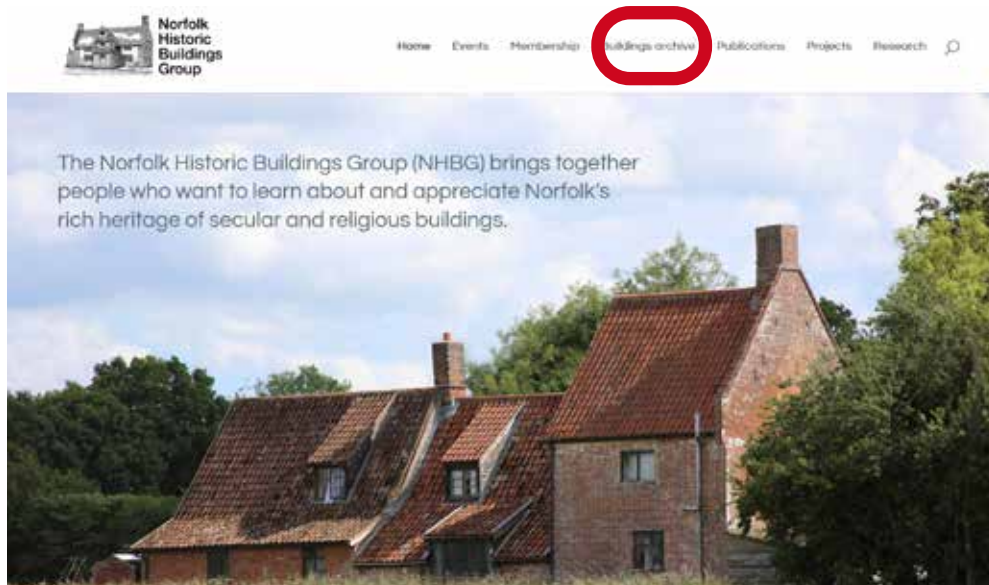 Norfolk
Historic
Buildings
Group
Home Events Membership Buildings archive Publications Projects Research
The Norfolk Historic Buildings Group (NHBG) brings together
people who want to learn about and appreciate Norfolk's
rich heritage of secular and religious buildings.